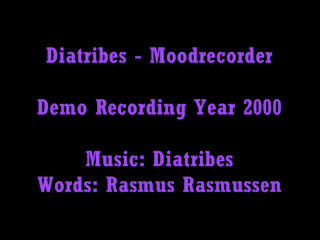 Diatribes - Moodrecorder
Demo Recording Year 2000
Music: Diatribes
Words: Rasmus Rasmussen